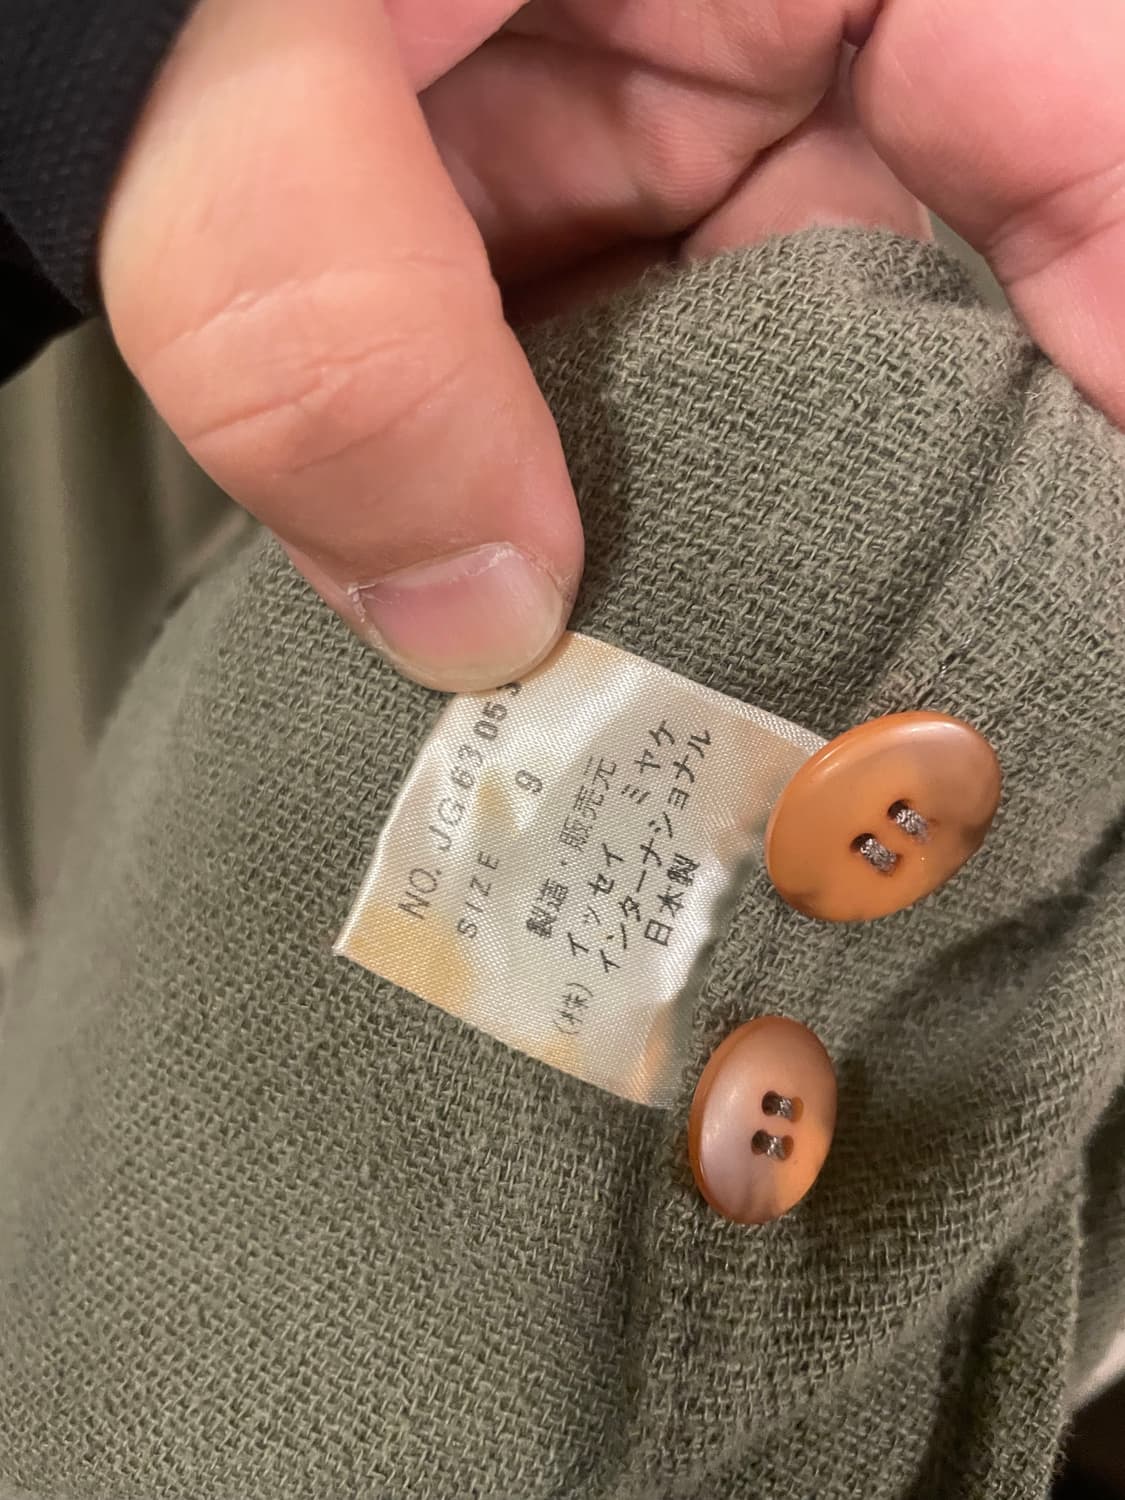 NO. JG63 053
SIZE 9
製造・販売元
(株) イッセイ ミヤケ
インターナショナル
日本製